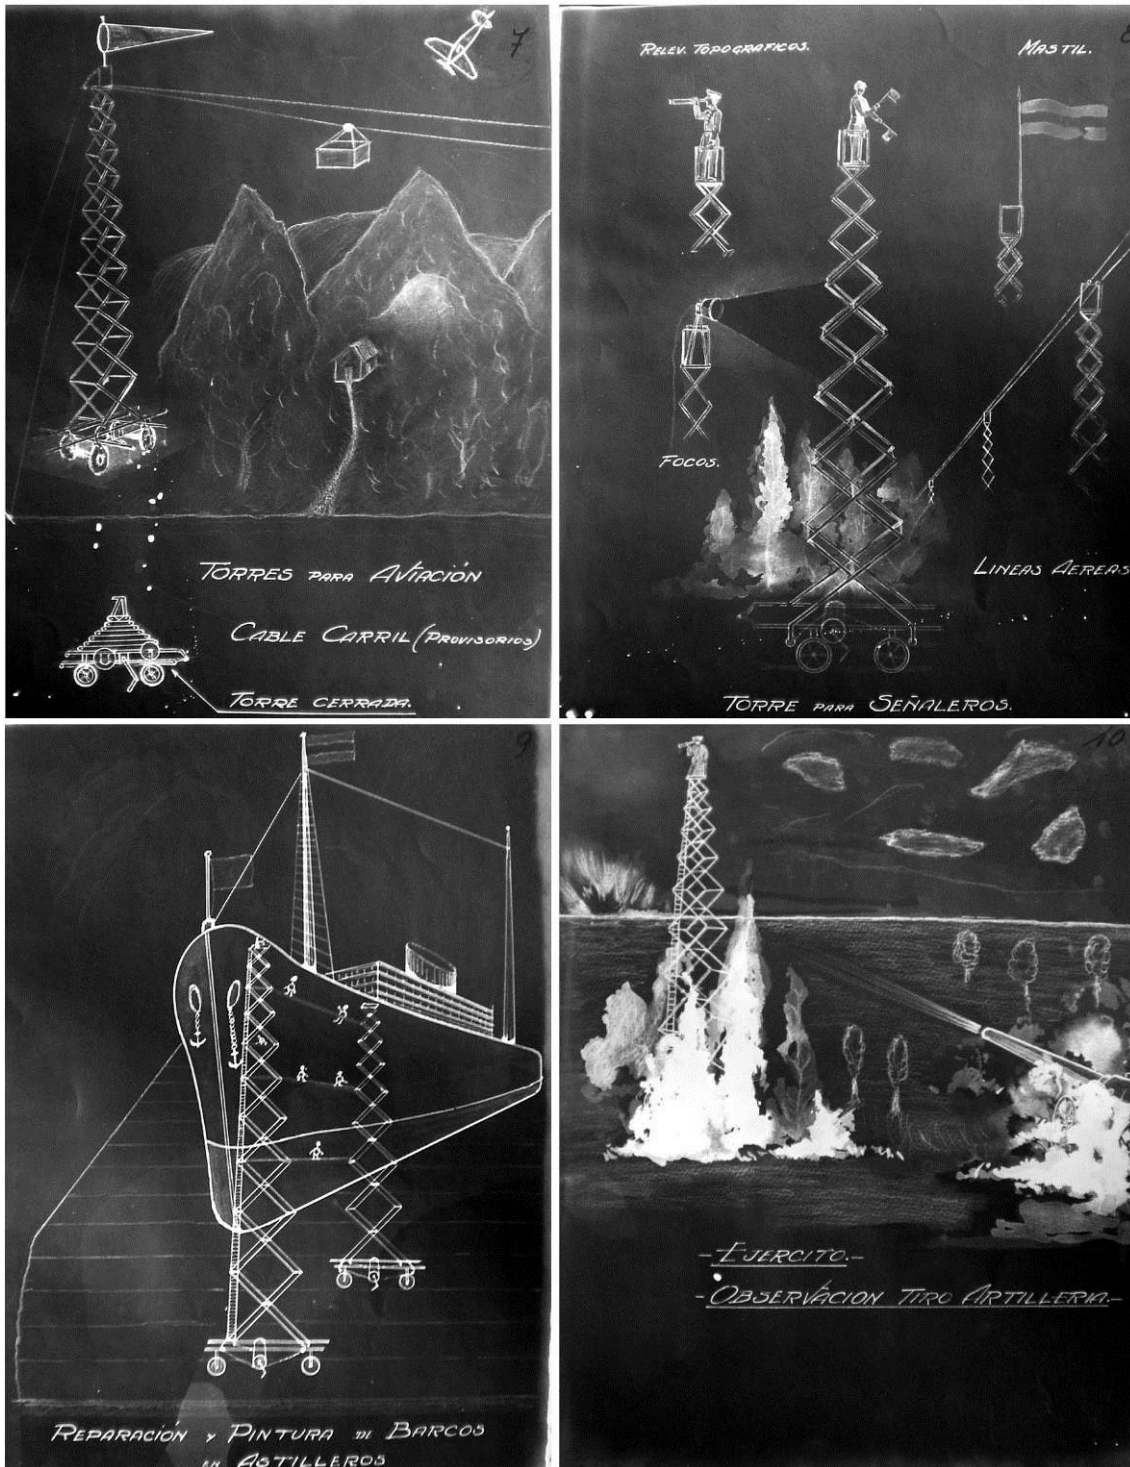 7
TORRES PARA AVIACIÓN
CABLE CARRIL (PROVISORIOS)
TORRE CERRADA.
8
RELEV. TOPOGRAFICOS.
MASTIL.
FOCOS.
LINEAS AEREAS
TORRE PARA SEÑALEROS.
9
REPARACIÓN Y PINTURA DE BARCOS
EN ASTILLEROS
10
- EJERCITO.-
- OBSERVACION TIRO ARTILLERIA.-